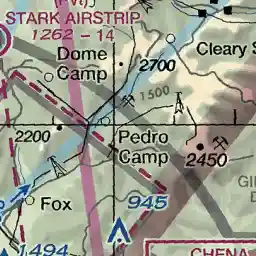 (Pvt)
STARK AIRSTRIP
1262 - 14
Cleary S
Dome
Camp
2700
1500
2200
Pedro
Camp
2450
Fox
945
1494
CHENA